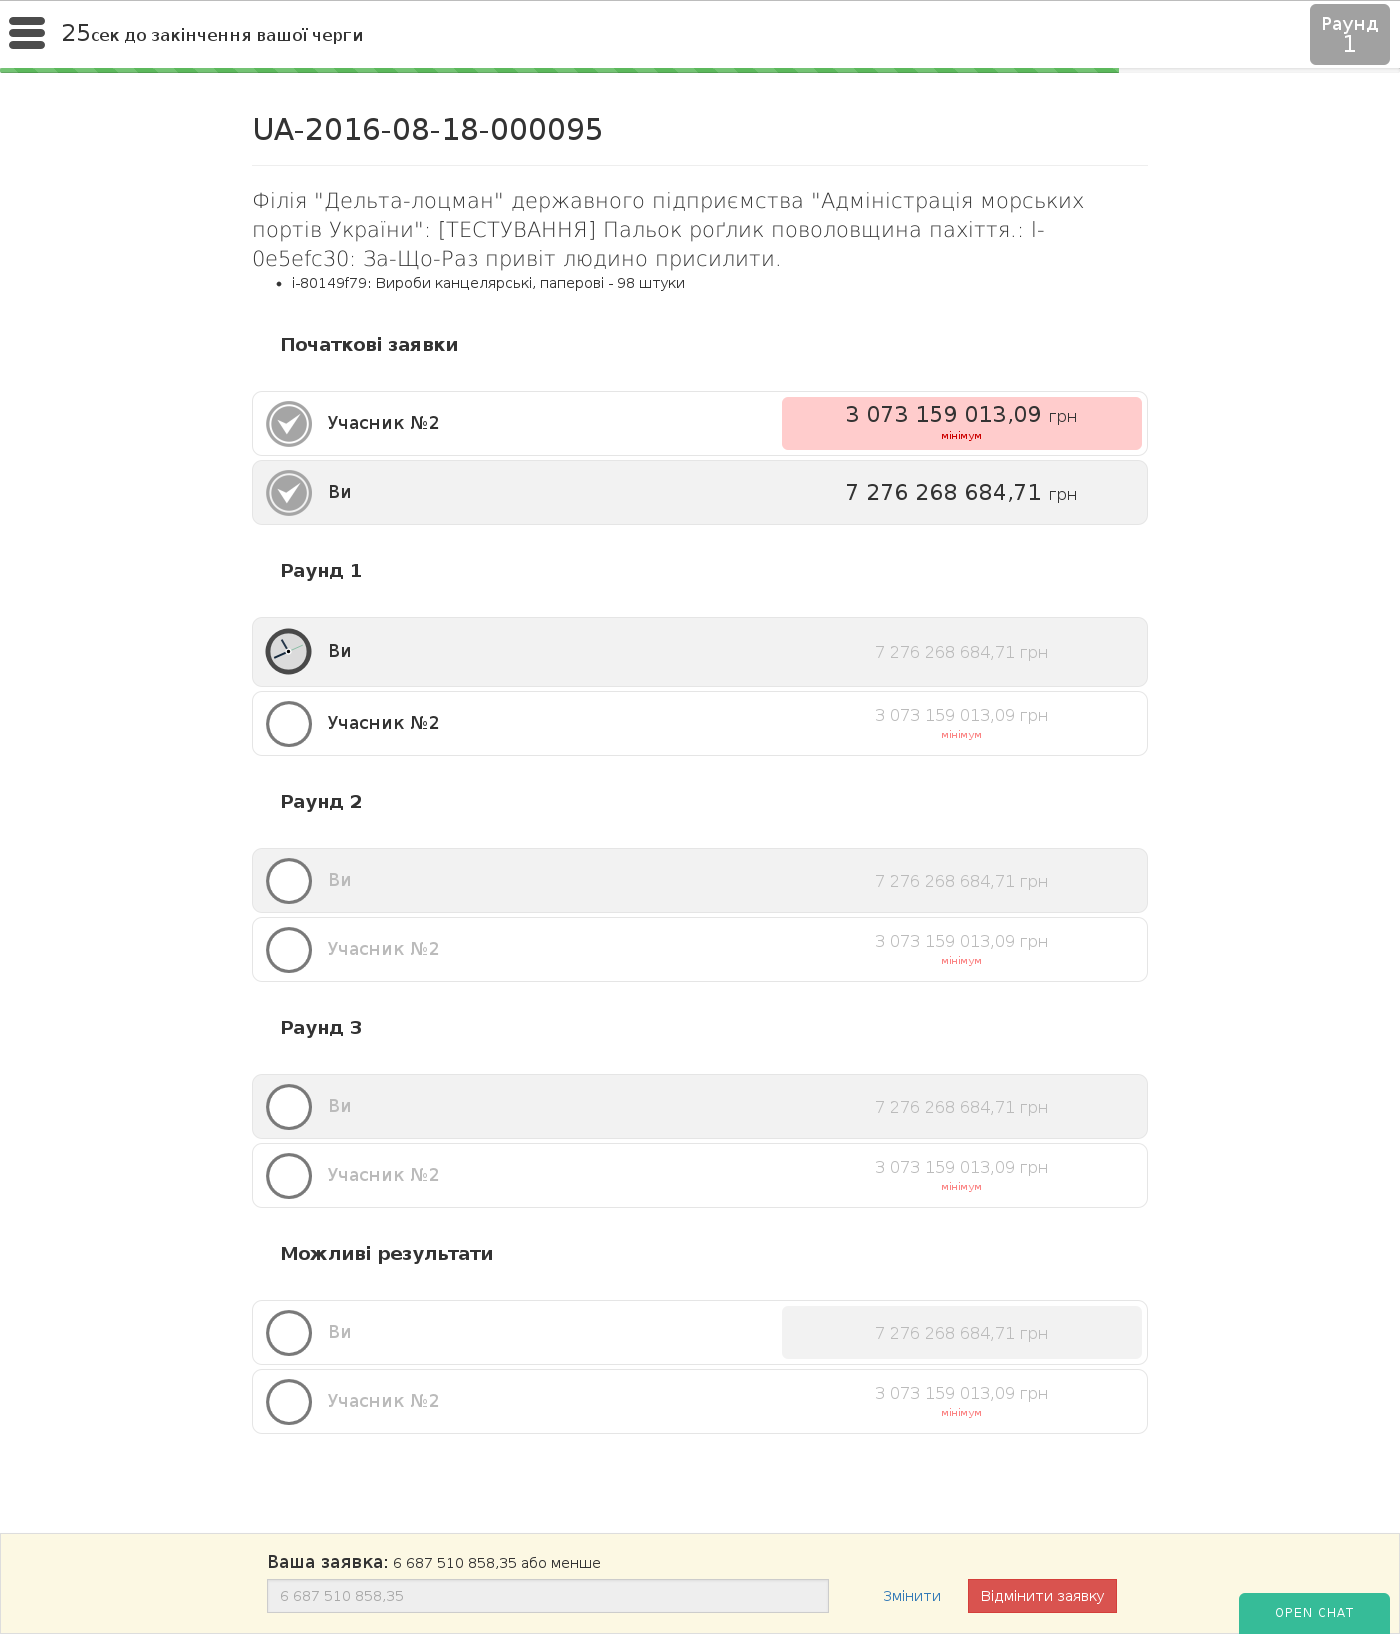 25сек до закінчення вашої черги
Раунд
1
UA-2016-08-18-000095
Філія "Дельта-лоцман" державного підприємства "Адміністрація морських
портів України": [ТЕСТУВАННЯ] Пальок роґлик поволовщина пахіття.: I-
0e5efc30: За-Що-Раз привіт людино присилити.
i-80149f79: Вироби канцелярські, паперові - 98 штуки
Початкові заявки
Учасник №2
3 073 159 013,09 грн
мінімум
Ви
7 276 268 684,71 грн
Раунд 1
Ви
7 276 268 684,71 грн
Учасник №2
3 073 159 013,09 грн
мінімум
Раунд 2
Ви
7 276 268 684,71 грн
Учасник №2
3 073 159 013,09 грн
мінімум
Раунд 3
Ви
7 276 268 684,71 грн
Учасник №2
3 073 159 013,09 грн
мінімум
Можливі результати
Ви
7 276 268 684,71 грн
Учасник №2
3 073 159 013,09 грн
мінімум
Ваша заявка: 6 687 510 858,35 або менше
6 687 510 858,35
Змінити
Відмінити заявку
OPEN CHAT